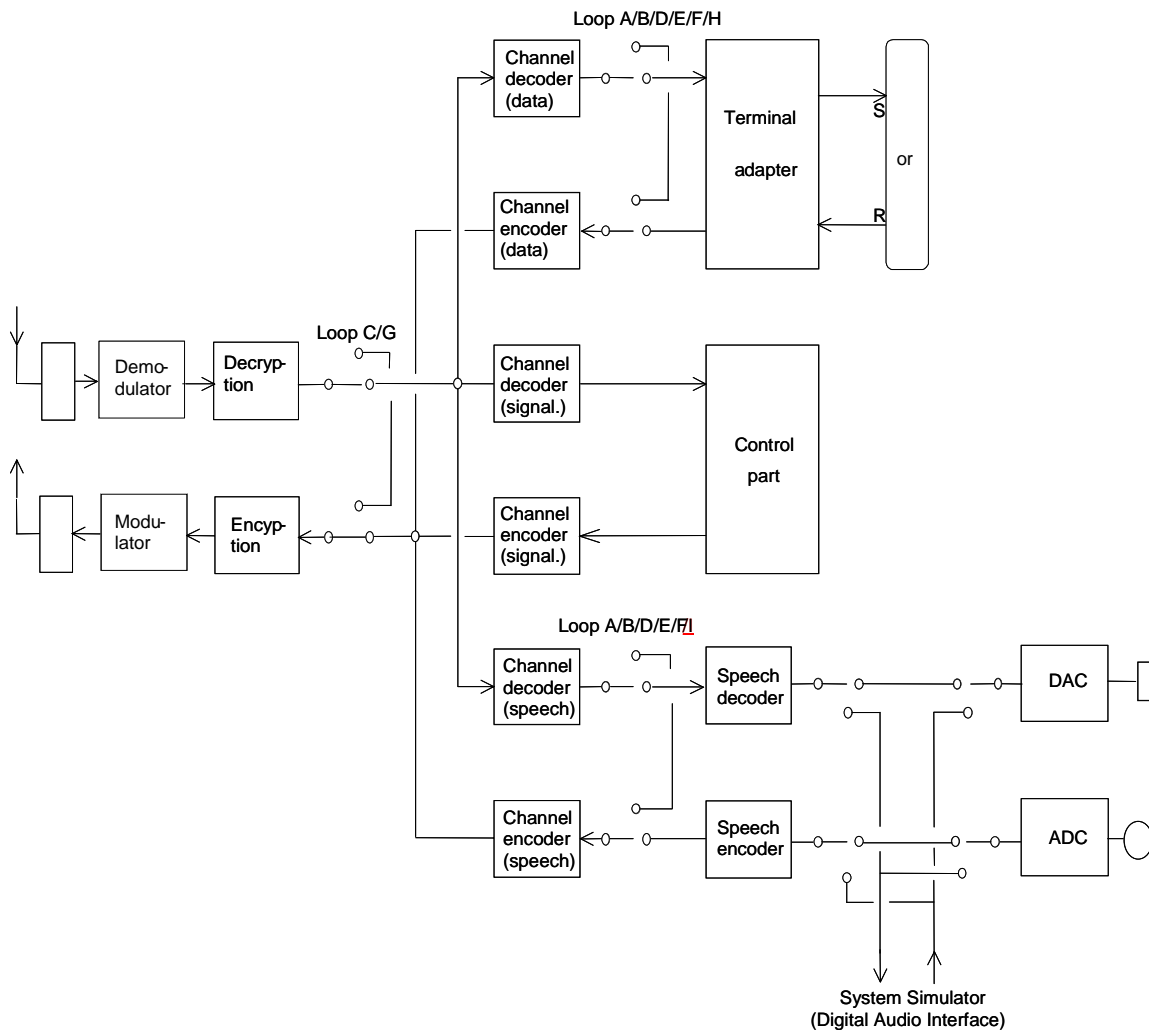 Loop A/B/D/E/F/H
Channel
decoder
(data)
Terminal
adapter
S
or
R
Channel
encoder
(data)
Loop C/G
Demo-
dulator
Decryp-
tion
Channel
decoder
(signal.)
Control
part
Modu-
lator
Encyp-
tion
Channel
encoder
(signal.)
Loop A/B/D/E/F/I
Channel
decoder
(speech)
Speech
decoder
DAC
Channel
encoder
(speech)
Speech
encoder
ADC
System Simulator
(Digital Audio Interface)